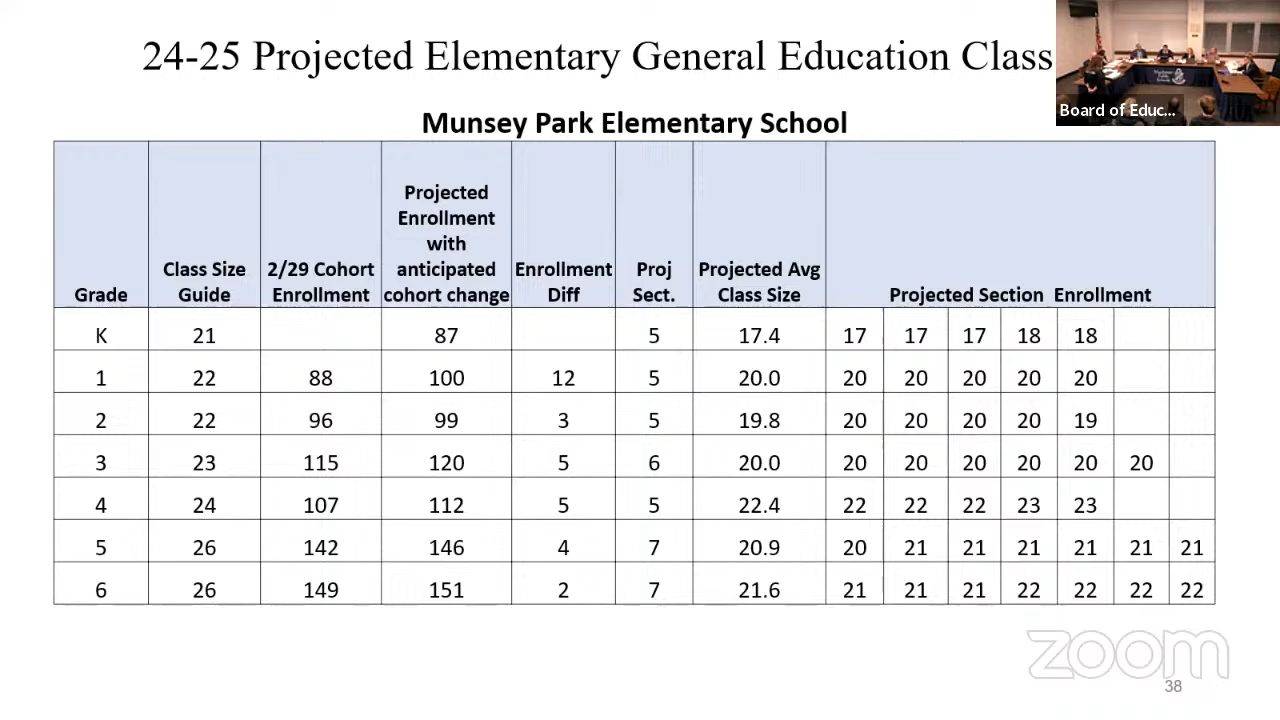 24-25 Projected Elementary General Education Class
Board of Educ...
Munsey Park Elementary School
Grade Class Size Guide 2/29 Cohort Enrollment Projected Enrollment with anticipated cohort change Enrollment Diff Proj Sect. Projected Avg Class Size Projected Section Enrollment
K 21 87 5 17.4 17 17 17 18 18
1 22 88 100 12 5 20.0 20 20 20 20 20
2 22 96 99 3 5 19.8 20 20 20 20 19
3 23 115 120 5 6 20.0 20 20 20 20 20 20
4 24 107 112 5 5 22.4 22 22 22 23 23
5 26 142 146 4 7 20.9 20 21 21 21 21 21 21
6 26 149 151 2 7 21.6 21 21 21 22 22 22 22
zoom
38